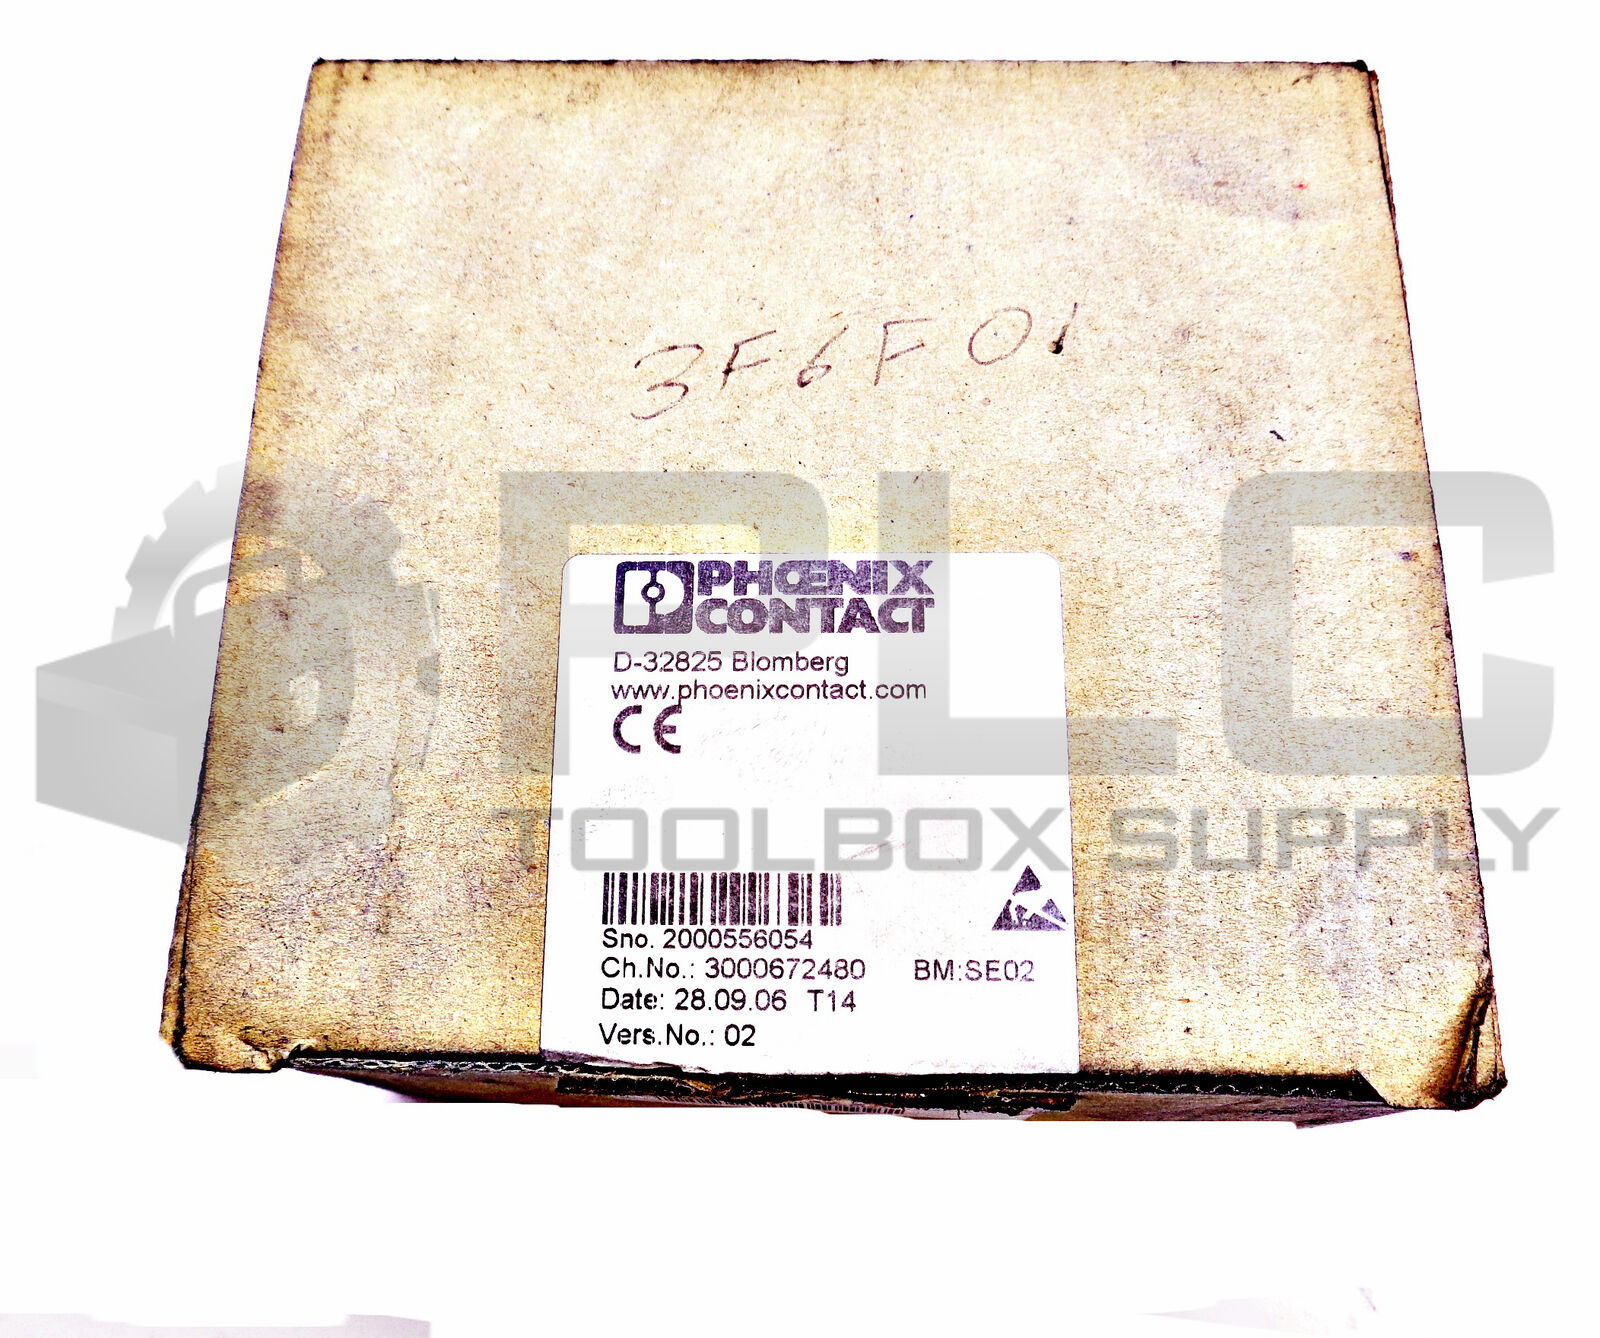 3F6F01
PHŒNIX
CONTACT
D-32825 Blomberg
www.phoenixcontact.com
CE
PLC
TOOLBOX SUPPLY
Sno. 2000556054
Ch.No.: 3000672480 BM:SE02
Date: 28.09.06 T14
Vers.No.: 02